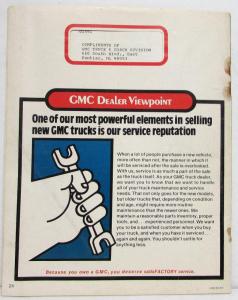 COMPLIMENTS OF
GMC TRUCK & COACH DIVISION
660 South Blvd., East
Pontiac, MI 48053
GMC DEALER VIEWPOINT
One of our most powerful elements in selling
new GMC trucks is our service reputation
When a lot of people purchase a new vehicle,
more often than not, the manner in which it
will be serviced after the sale is overlooked.
With us, service is as much a part of the sale
as the truck itself. As your GMC truck dealer,
we want you to know that we want to handle
all of your truck maintenance and service
needs. That not only goes for the new models,
but older trucks that, depending on condition
and age, might require more routine
maintenance than the newer ones. We
maintain a reasonable parts inventory, proper
tools, and... experienced personnel. We want
you to be a satisfied customer when you buy
your truck, and when you have it serviced...
again and again. You shouldn't settle for
anything less.
Because you own a GMC, you deserve satisFACTORY service.
24